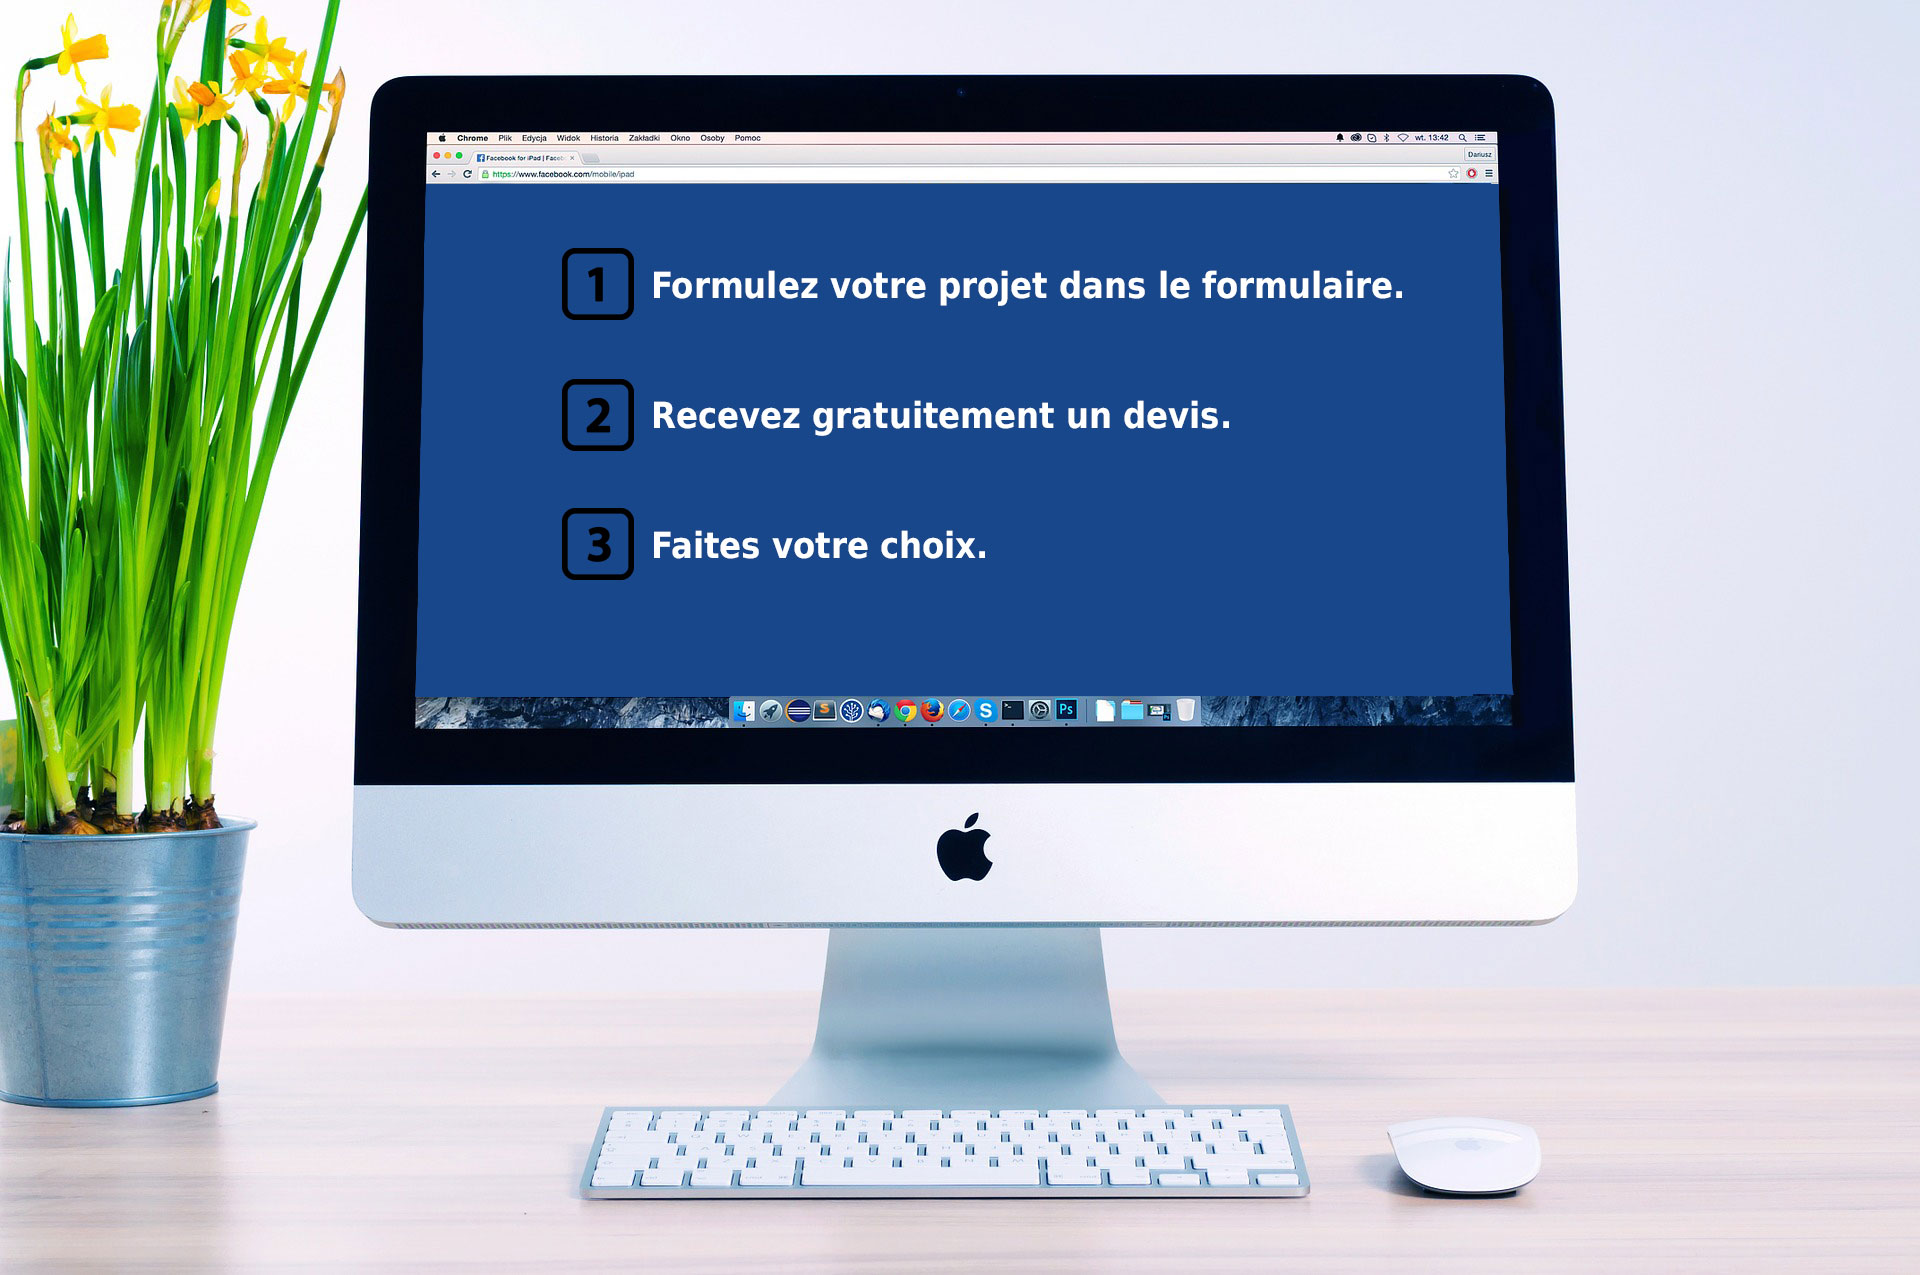 Chrome Plik Edycja Widok Historia Zakładki Okno Osoby Pomoc wt. 13:42
Facebook for iPad | Faceb
Dariusz
https://www.facebook.com/mobile/ipad
1 Formulez votre projet dans le formulaire.
2 Recevez gratuitement un devis.
3 Faites votre choix.
S S Ps